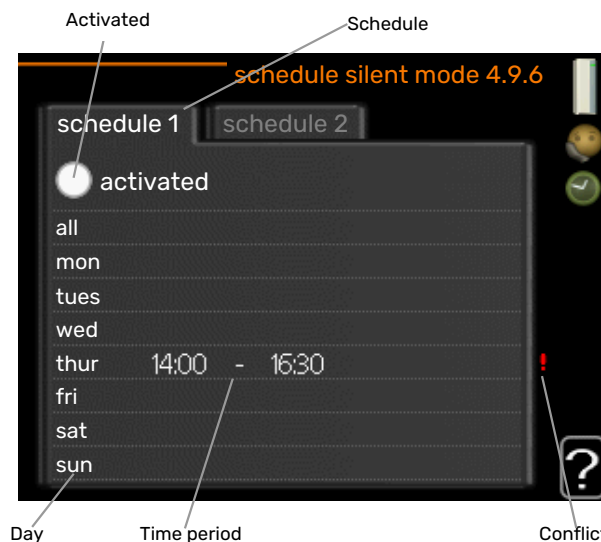 Activated
Schedule
schedule silent mode 4.9.6
schedule 1 schedule 2
activated
all
mon
tues
wed
thur 14:00 - 16:30 !
fri
sat
sun
?
Day Time period Conflict